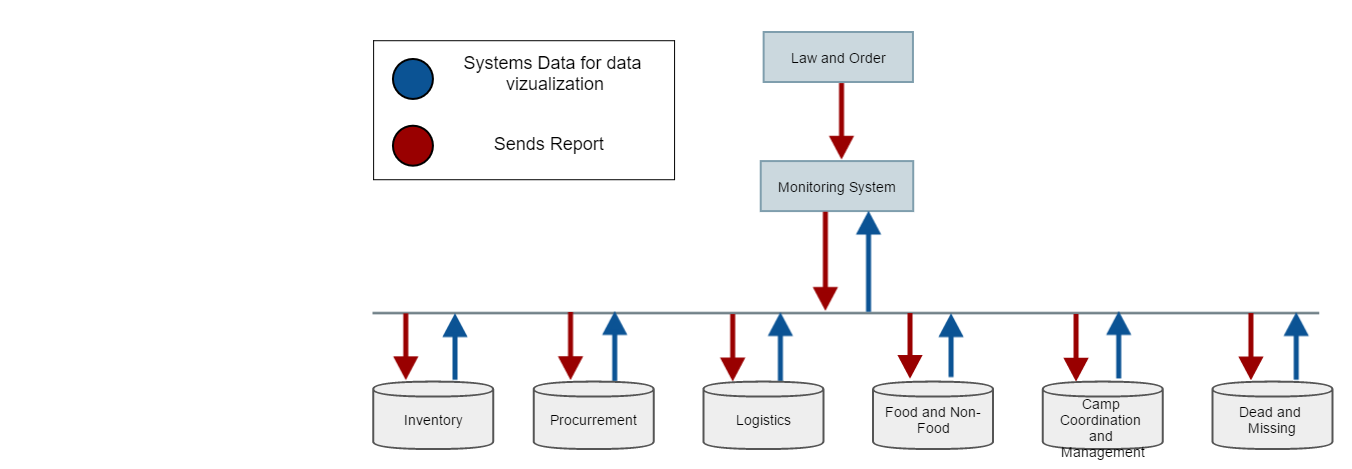 Systems Data for data
vizualization
Sends Report
Law and Order
Monitoring System
Inventory
Procurrement
Logistics
Food and Non-
Food
Camp
Coordination
and
Management
Dead and
Missing